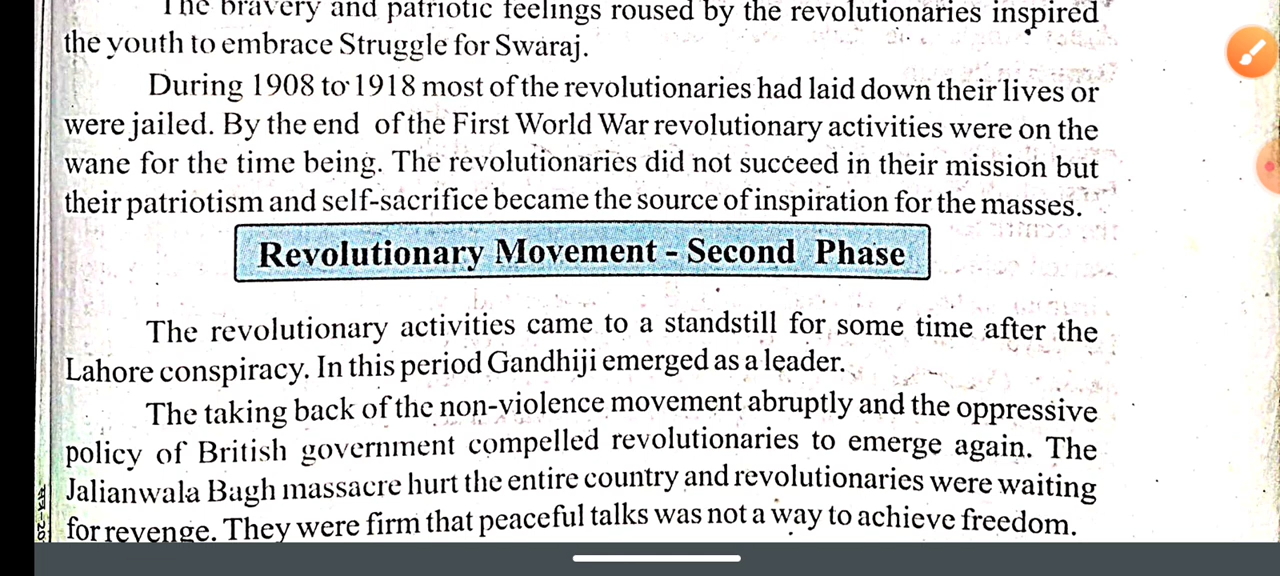 The bravery and patriotic feelings roused by the revolutionaries inspired
the youth to embrace Struggle for Swaraj.
During 1908 to 1918 most of the revolutionaries had laid down their lives or
were jailed. By the end of the First World War revolutionary activities were on the
wane for the time being. The revolutionaries did not succeed in their mission but
their patriotism and self-sacrifice became the source of inspiration for the masses.
Revolutionary Movement - Second Phase
The revolutionary activities came to a standstill for some time after the
Lahore conspiracy. In this period Gandhiji emerged as a leader.
The taking back of the non-violence movement abruptly and the oppressive
policy of British government compelled revolutionaries to emerge again. The
Jalianwala Bagh massacre hurt the entire country and revolutionaries were waiting
for revenge. They were firm that peaceful talks was not a way to achieve freedom.